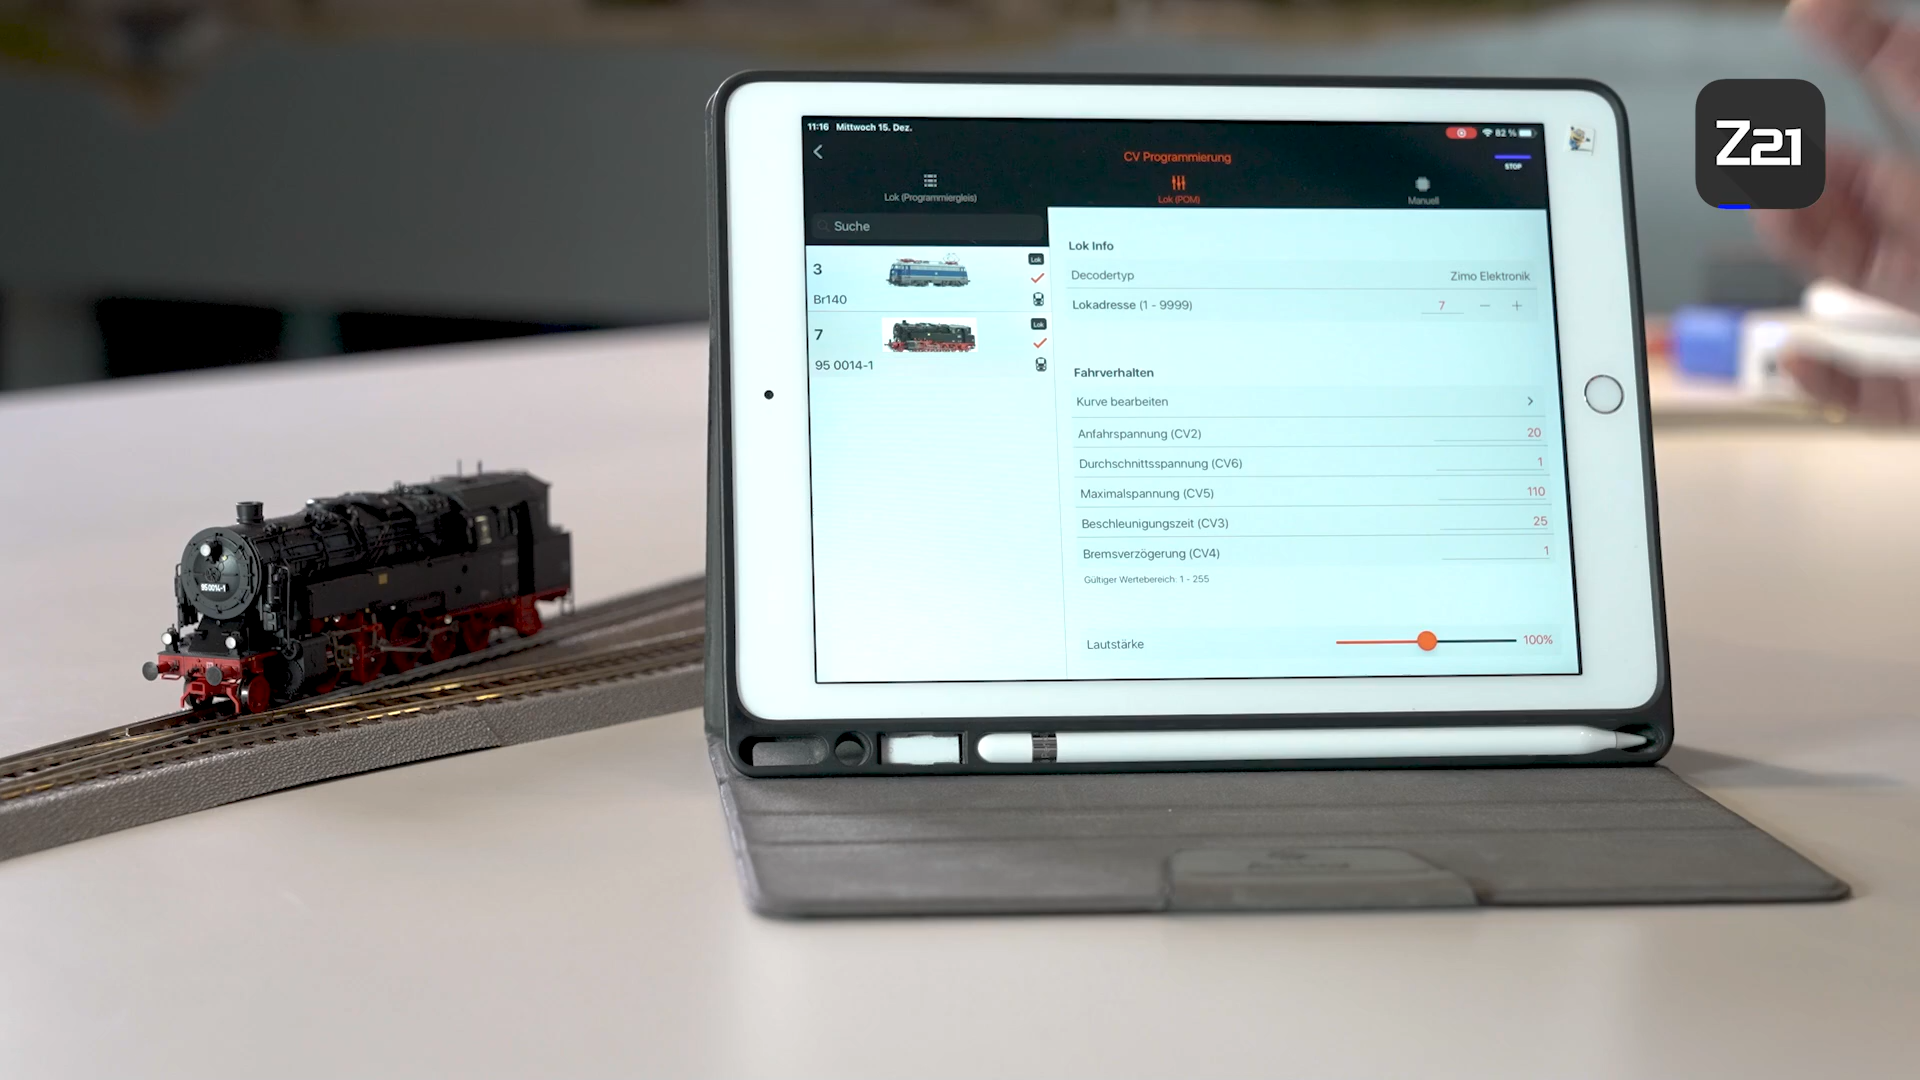 Z21
11:16 Mittwoch 15. Dez.
82 %
CV Programmierung
STOP
Lok (Programmiergleis)
Lok (POM)
Manuell
Suche
3
Lok
Br140
7
Lok
95 0014-1
Lok Info
Decodertyp Zimo Elektronik
Lokadresse (1 - 9999) 7 − +
Fahrverhalten
Kurve bearbeiten
Anfahrspannung (CV2) 20
Durchschnittsspannung (CV6) 1
Maximalspannung (CV5) 110
Beschleunigungszeit (CV3) 25
Bremsverzögerung (CV4) 1
Gültiger Wertebereich: 1 - 255
Lautstärke 100%
95 0014-1